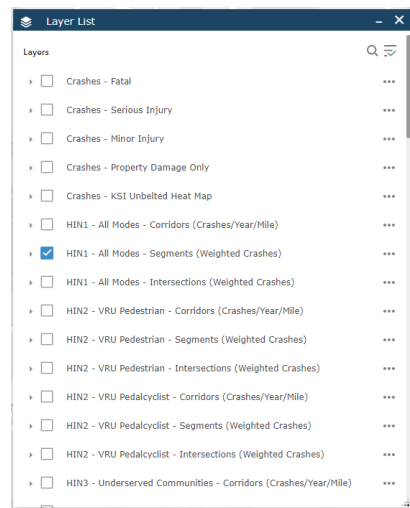 Layer List
Layers
Crashes - Fatal
Crashes - Serious Injury
Crashes - Minor Injury
Crashes - Property Damage Only
Crashes - KSI Unbelted Heat Map
HIN1 - All Modes - Corridors (Crashes/Year/Mile)
HIN1 - All Modes - Segments (Weighted Crashes)
HIN1 - All Modes - Intersections (Weighted Crashes)
HIN2 - VRU Pedestrian - Corridors (Crashes/Year/Mile)
HIN2 - VRU Pedestrian - Segments (Weighted Crashes)
HIN2 - VRU Pedestrian - Intersections (Weighted Crashes)
HIN2 - VRU Pedalcyclist - Corridors (Crashes/Year/Mile)
HIN2 - VRU Pedalcyclist - Segments (Weighted Crashes)
HIN2 - VRU Pedalcyclist - Intersections (Weighted Crashes)
HIN3 - Underserved Communities - Corridors (Crashes/Year/Mile)